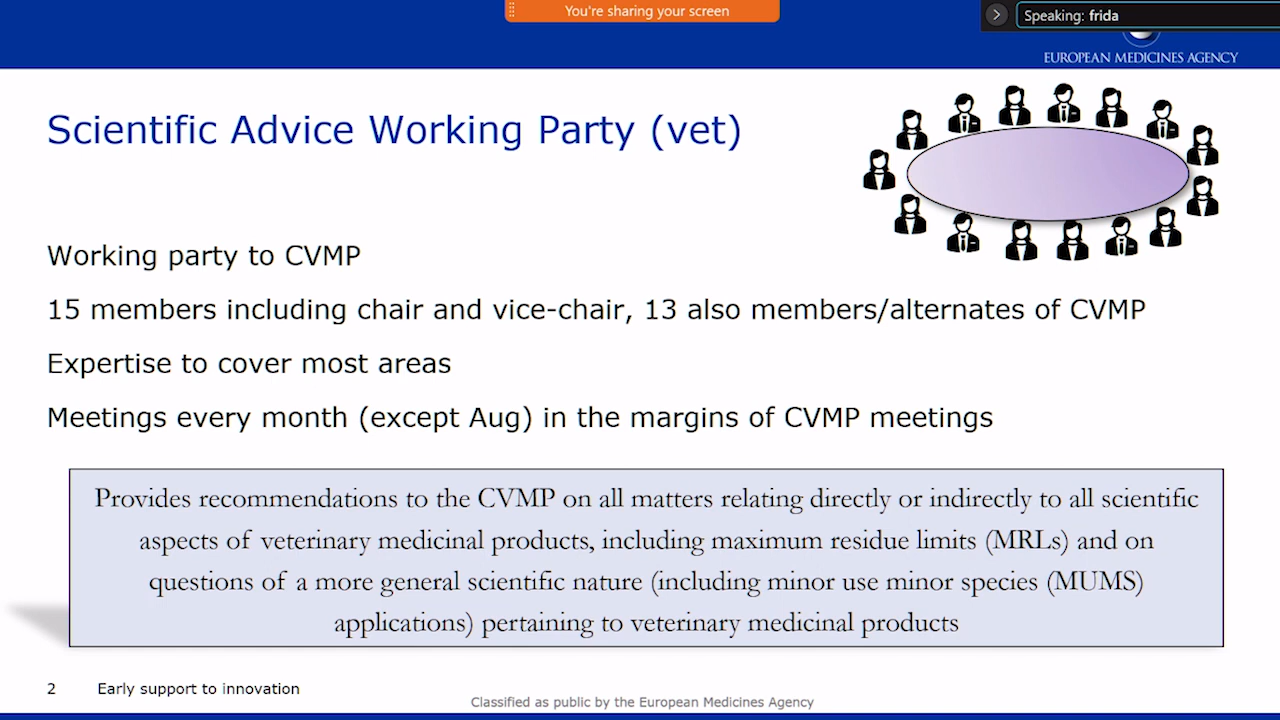 You're sharing your screen
Speaking: frida
EUROPEAN MEDICINES AGENCY
Scientific Advice Working Party (vet)
Working party to CVMP
15 members including chair and vice-chair, 13 also members/alternates of CVMP
Expertise to cover most areas
Meetings every month (except Aug) in the margins of CVMP meetings
Provides recommendations to the CVMP on all matters relating directly or indirectly to all scientific
aspects of veterinary medicinal products, including maximum residue limits (MRLs) and on
questions of a more general scientific nature (including minor use minor species (MUMS)
applications) pertaining to veterinary medicinal products
2 Early support to innovation
Classified as public by the European Medicines Agency